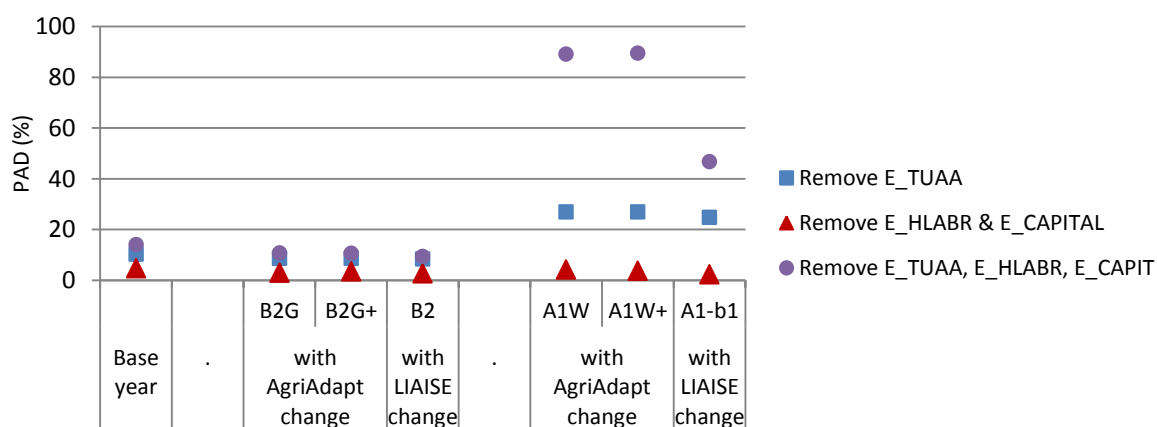 100
80
60
40
20
0
PAD (%)
B2G B2G+ B2 A1W A1W+ A1-b1
Base year
.
with AgriAdapt change
with LIAISE change
.
with AgriAdapt change
with LIAISE change
Remove E_TUAA
Remove E_HLABR & E_CAPITAL
Remove E_TUAA, E_HLABR, E_CAPIT